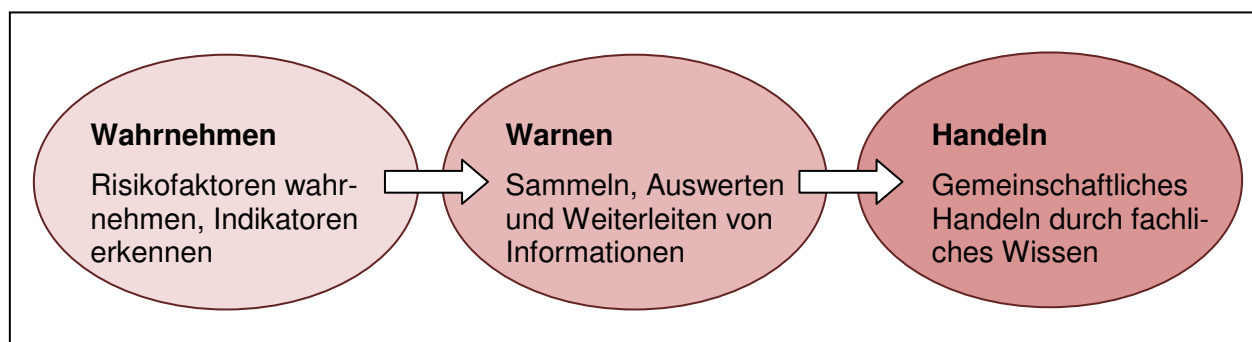 Wahrnehmen
Risikofaktoren wahr-
nehmen, Indikatoren
erkennen
Warnen
Sammeln, Auswerten
und Weiterleiten von
Informationen
Handeln
Gemeinschaftliches
Handeln durch fachli-
ches Wissen